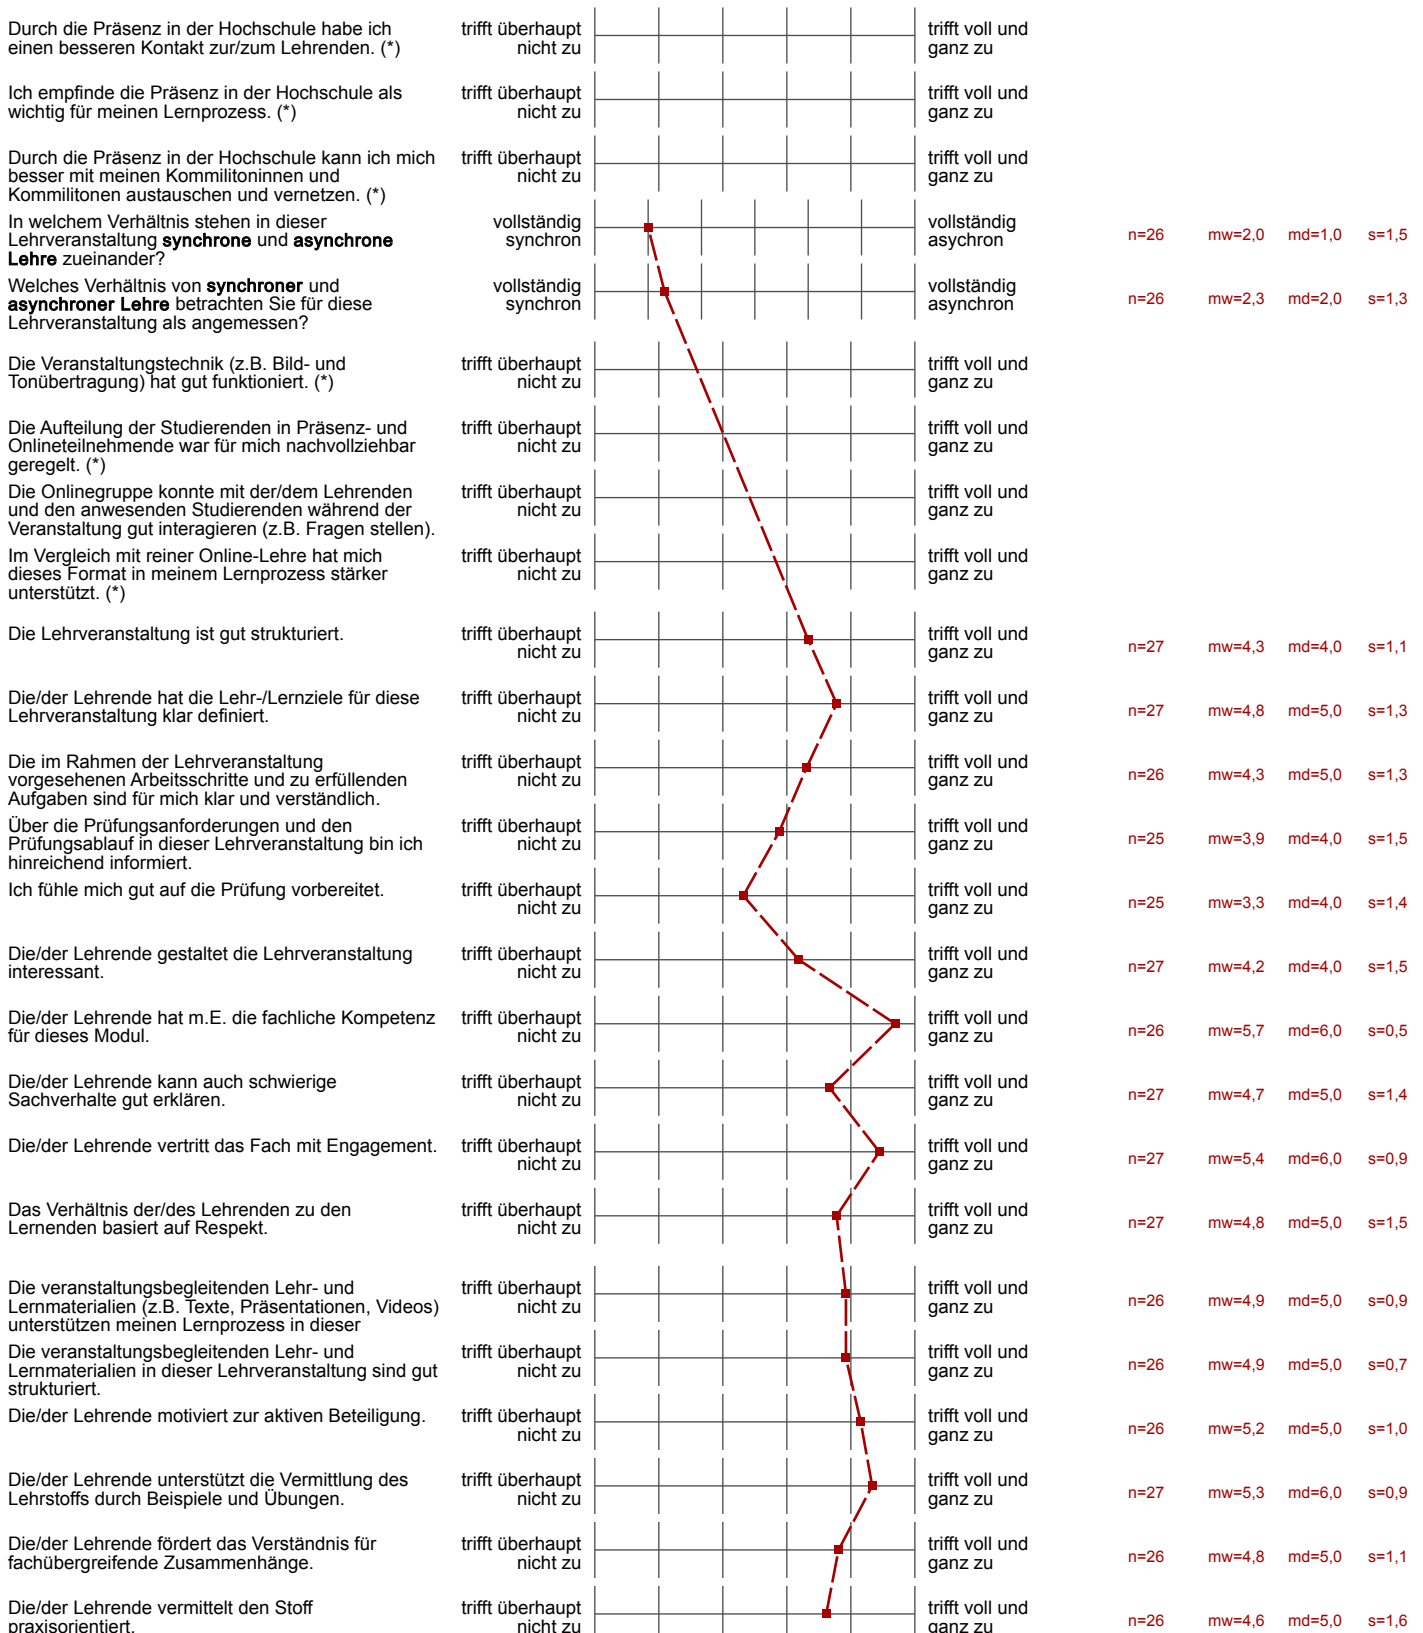 Durch die Präsenz in der Hochschule habe ich
einen besseren Kontakt zur/zum Lehrenden. (*)
trifft überhaupt
nicht zu
trifft voll und
ganz zu
Ich empfinde die Präsenz in der Hochschule als
wichtig für meinen Lernprozess. (*)
trifft überhaupt
nicht zu
trifft voll und
ganz zu
Durch die Präsenz in der Hochschule kann ich mich
besser mit meinen Kommilitoninnen und
Kommilitonen austauschen und vernetzen. (*)
trifft überhaupt
nicht zu
trifft voll und
ganz zu
In welchem Verhältnis stehen in dieser
Lehrveranstaltung synchrone und asynchrone
Lehre zueinander?
vollständig
synchron
vollständig
asychron
n=26 mw=2,0 md=1,0 s=1,5
Welches Verhältnis von synchroner und
asynchroner Lehre betrachten Sie für diese
Lehrveranstaltung als angemessen?
vollständig
synchron
vollständig
asynchron
n=26 mw=2,3 md=2,0 s=1,3
Die Veranstaltungstechnik (z.B. Bild- und
Tonübertragung) hat gut funktioniert. (*)
trifft überhaupt
nicht zu
trifft voll und
ganz zu
Die Aufteilung der Studierenden in Präsenz- und
Onlineteilnehmende war für mich nachvollziehbar
geregelt. (*)
trifft überhaupt
nicht zu
trifft voll und
ganz zu
Die Onlinegruppe konnte mit der/dem Lehrenden
und den anwesenden Studierenden während der
Veranstaltung gut interagieren (z.B. Fragen stellen).
trifft überhaupt
nicht zu
trifft voll und
ganz zu
Im Vergleich mit reiner Online-Lehre hat mich
dieses Format in meinem Lernprozess stärker
unterstützt. (*)
trifft überhaupt
nicht zu
trifft voll und
ganz zu
Die Lehrveranstaltung ist gut strukturiert.
trifft überhaupt
nicht zu
trifft voll und
ganz zu
n=27 mw=4,3 md=4,0 s=1,1
Die/der Lehrende hat die Lehr-/Lernziele für diese
Lehrveranstaltung klar definiert.
trifft überhaupt
nicht zu
trifft voll und
ganz zu
n=27 mw=4,8 md=5,0 s=1,3
Die im Rahmen der Lehrveranstaltung
vorgesehenen Arbeitsschritte und zu erfüllenden
Aufgaben sind für mich klar und verständlich.
trifft überhaupt
nicht zu
trifft voll und
ganz zu
n=26 mw=4,3 md=5,0 s=1,3
Über die Prüfungsanforderungen und den
Prüfungsablauf in dieser Lehrveranstaltung bin ich
hinreichend informiert.
trifft überhaupt
nicht zu
trifft voll und
ganz zu
n=25 mw=3,9 md=4,0 s=1,5
Ich fühle mich gut auf die Prüfung vorbereitet.
trifft überhaupt
nicht zu
trifft voll und
ganz zu
n=25 mw=3,3 md=4,0 s=1,4
Die/der Lehrende gestaltet die Lehrveranstaltung
interessant.
trifft überhaupt
nicht zu
trifft voll und
ganz zu
n=27 mw=4,2 md=4,0 s=1,5
Die/der Lehrende hat m.E. die fachliche Kompetenz
für dieses Modul.
trifft überhaupt
nicht zu
trifft voll und
ganz zu
n=26 mw=5,7 md=6,0 s=0,5
Die/der Lehrende kann auch schwierige
Sachverhalte gut erklären.
trifft überhaupt
nicht zu
trifft voll und
ganz zu
n=27 mw=4,7 md=5,0 s=1,4
Die/der Lehrende vertritt das Fach mit Engagement.
trifft überhaupt
nicht zu
trifft voll und
ganz zu
n=27 mw=5,4 md=6,0 s=0,9
Das Verhältnis der/des Lehrenden zu den
Lernenden basiert auf Respekt.
trifft überhaupt
nicht zu
trifft voll und
ganz zu
n=27 mw=4,8 md=5,0 s=1,5
Die veranstaltungsbegleitenden Lehr- und
Lernmaterialien (z.B. Texte, Präsentationen, Videos)
unterstützen meinen Lernprozess in dieser
trifft überhaupt
nicht zu
trifft voll und
ganz zu
n=26 mw=4,9 md=5,0 s=0,9
Die veranstaltungsbegleitenden Lehr- und
Lernmaterialien in dieser Lehrveranstaltung sind gut
strukturiert.
trifft überhaupt
nicht zu
trifft voll und
ganz zu
n=26 mw=4,9 md=5,0 s=0,7
Die/der Lehrende motiviert zur aktiven Beteiligung.
trifft überhaupt
nicht zu
trifft voll und
ganz zu
n=26 mw=5,2 md=5,0 s=1,0
Die/der Lehrende unterstützt die Vermittlung des
Lehrstoffs durch Beispiele und Übungen.
trifft überhaupt
nicht zu
trifft voll und
ganz zu
n=27 mw=5,3 md=6,0 s=0,9
Die/der Lehrende fördert das Verständnis für
fachübergreifende Zusammenhänge.
trifft überhaupt
nicht zu
trifft voll und
ganz zu
n=26 mw=4,8 md=5,0 s=1,1
Die/der Lehrende vermittelt den Stoff
praxisorientiert.
trifft überhaupt
nicht zu
trifft voll und
ganz zu
n=26 mw=4,6 md=5,0 s=1,6